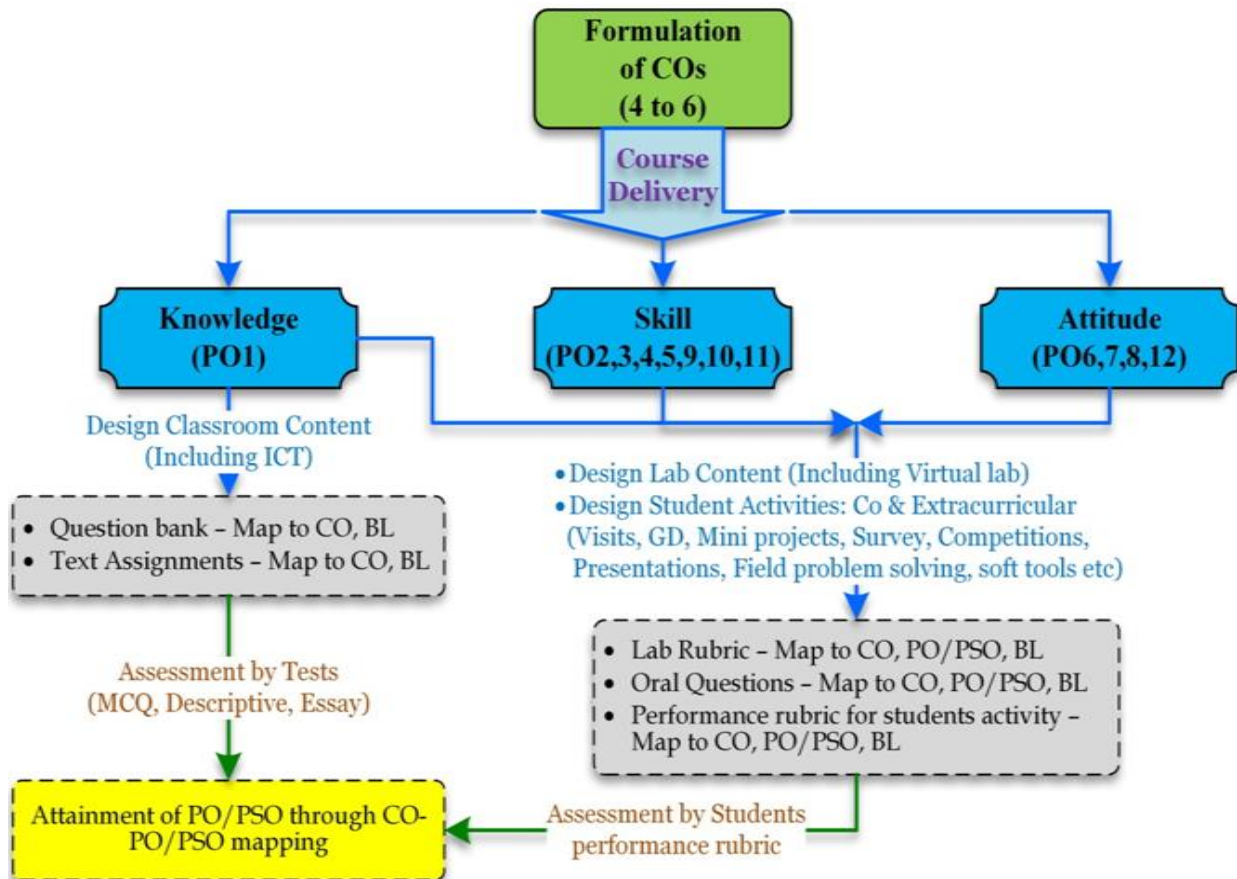 Formulation
of COs
(4 to 6)
Course
Delivery
Knowledge
(PO1)
Skill
(PO2,3,4,5,9,10,11)
Attitude
(PO6,7,8,12)
Design Classroom Content
(Including ICT)
• Question bank – Map to CO, BL
• Text Assignments – Map to CO, BL
• Design Lab Content (Including Virtual lab)
• Design Student Activities: Co & Extracurricular
(Visits, GD, Mini projects, Survey, Competitions,
Presentations, Field problem solving, soft tools etc)
• Lab Rubric – Map to CO, PO/PSO, BL
• Oral Questions – Map to CO, PO/PSO, BL
• Performance rubric for students activity –
Map to CO, PO/PSO, BL
Assessment by Tests
(MCQ, Descriptive, Essay)
Attainment of PO/PSO through CO-
PO/PSO mapping
Assessment by Students
performance rubric